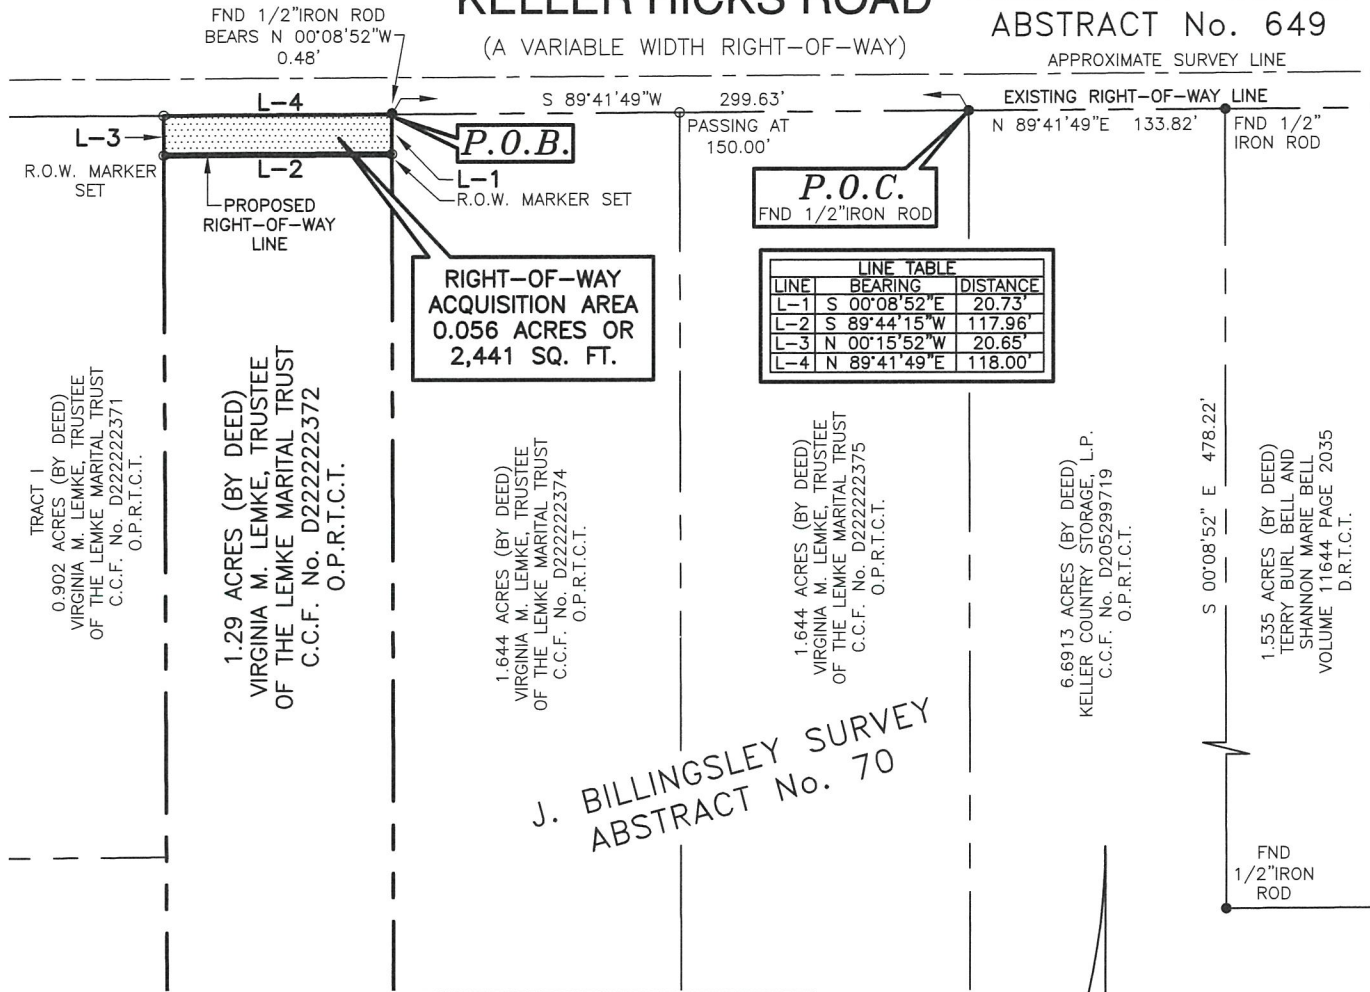 KELLER HICKS ROAD
(A VARIABLE WIDTH RIGHT-OF-WAY)
ABSTRACT No. 649
APPROXIMATE SURVEY LINE
FND 1/2"IRON ROD
BEARS N 00°08'52"W
0.48'
L-4
S 89°41'49"W 299.63'
EXISTING RIGHT-OF-WAY LINE
N 89°41'49"E 133.82'
FND 1/2"
IRON ROD
PASSING AT
150.00'
L-3
P.O.B.
R.O.W. MARKER
SET
L-2
L-1
R.O.W. MARKER SET
P.O.C.
FND 1/2"IRON ROD
PROPOSED
RIGHT-OF-WAY
LINE
RIGHT-OF-WAY
ACQUISITION AREA
0.056 ACRES OR
2,441 SQ. FT.
LINE TABLE
LINE BEARING DISTANCE
L-1 S 00°08'52"E 20.73'
L-2 S 89°44'15"W 117.96'
L-3 N 00°15'52"W 20.65'
L-4 N 89°41'49"E 118.00'
TRACT I
0.902 ACRES (BY DEED)
VIRGINIA M. LEMKE, TRUSTEE
OF THE LEMKE MARITAL TRUST
C.C.F. No. D222222371
O.P.R.T.C.T.
1.29 ACRES (BY DEED)
VIRGINIA M. LEMKE, TRUSTEE
OF THE LEMKE MARITAL TRUST
C.C.F. No. D222222372
O.P.R.T.C.T.
1.644 ACRES (BY DEED)
VIRGINIA M. LEMKE, TRUSTEE
OF THE LEMKE MARITAL TRUST
C.C.F. No. D222222374
O.P.R.T.C.T.
1.644 ACRES (BY DEED)
VIRGINIA M. LEMKE, TRUSTEE
OF THE LEMKE MARITAL TRUST
C.C.F. No. D222222375
O.P.R.T.C.T.
6.6913 ACRES (BY DEED)
KELLER COUNTRY STORAGE, L.P.
C.C.F. No. D205299719
O.P.R.T.C.T.
S 00°08'52" E 478.22'
1.535 ACRES (BY DEED)
TERRY BURL BELL AND
SHANNON MARIE BELL
VOLUME 11644 PAGE 2035
D.R.T.C.T.
J. BILLINGSLEY SURVEY
ABSTRACT No. 70
FND
1/2"IRON
ROD